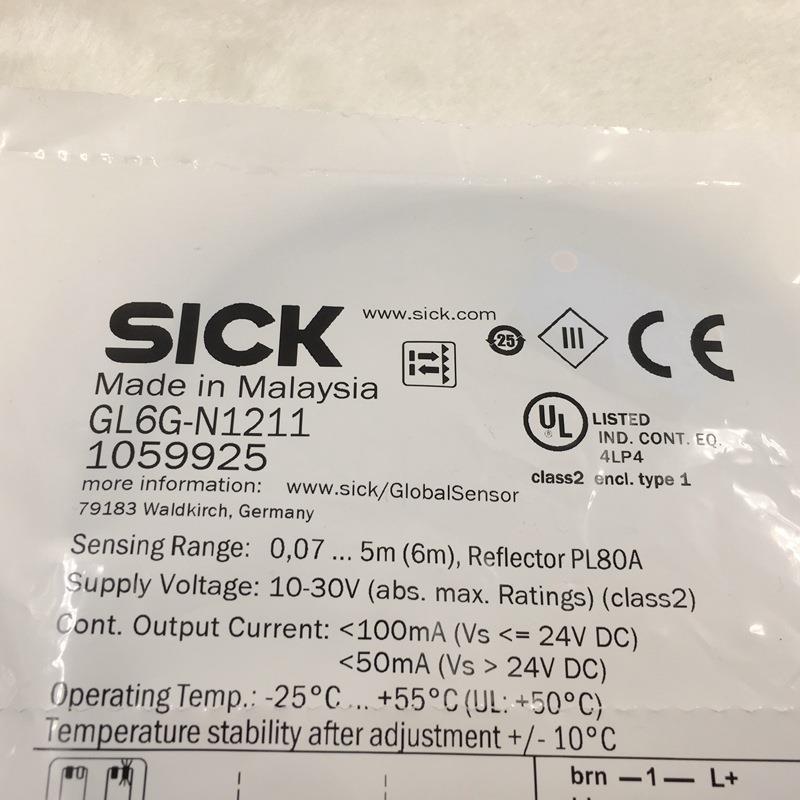 SICK
www.sick.com
25
III
CE
Made in Malaysia
GL6G-N1211
1059925
UL
®
LISTED
IND. CONT. EQ.
4LP4
class2 encl. type 1
more information: www.sick/GlobalSensor
79183 Waldkirch, Germany
Sensing Range: 0,07 ... 5m (6m), Reflector PL80A
Supply Voltage: 10-30V (abs. max. Ratings) (class2)
Cont. Output Current: <100mA (Vs <= 24V DC)
<50mA (Vs > 24V DC)
Operating Temp.: -25°C ... +55°C (UL: +50°C)
Temperature stability after adjustment +/- 10°C
brn —1— L+